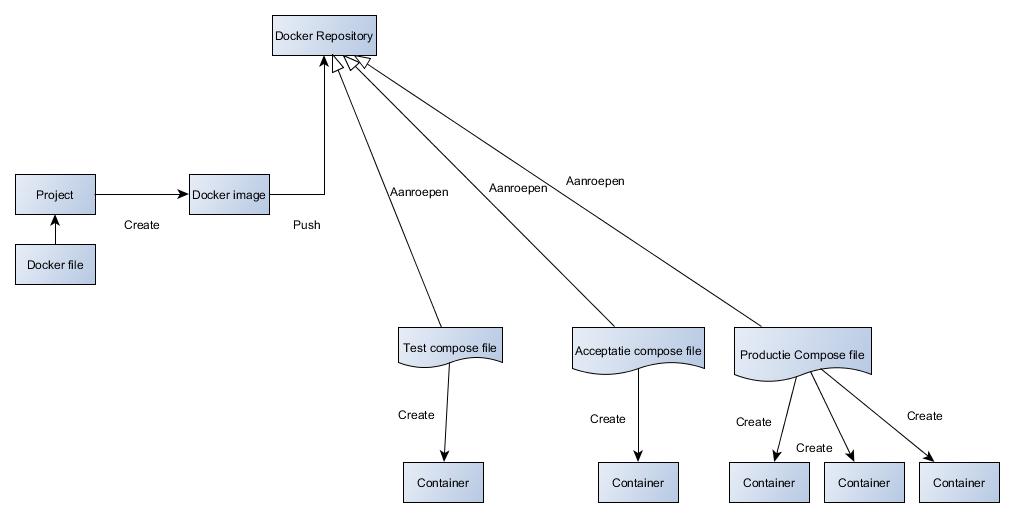 Docker Repository
Aanroepen
Aanroepen
Aanroepen
Project
Docker image
Create
Push
Docker file
Test compose file
Acceptatie compose file
Productie Compose file
Create
Create
Create
Create
Create
Container
Container
Container
Container
Container